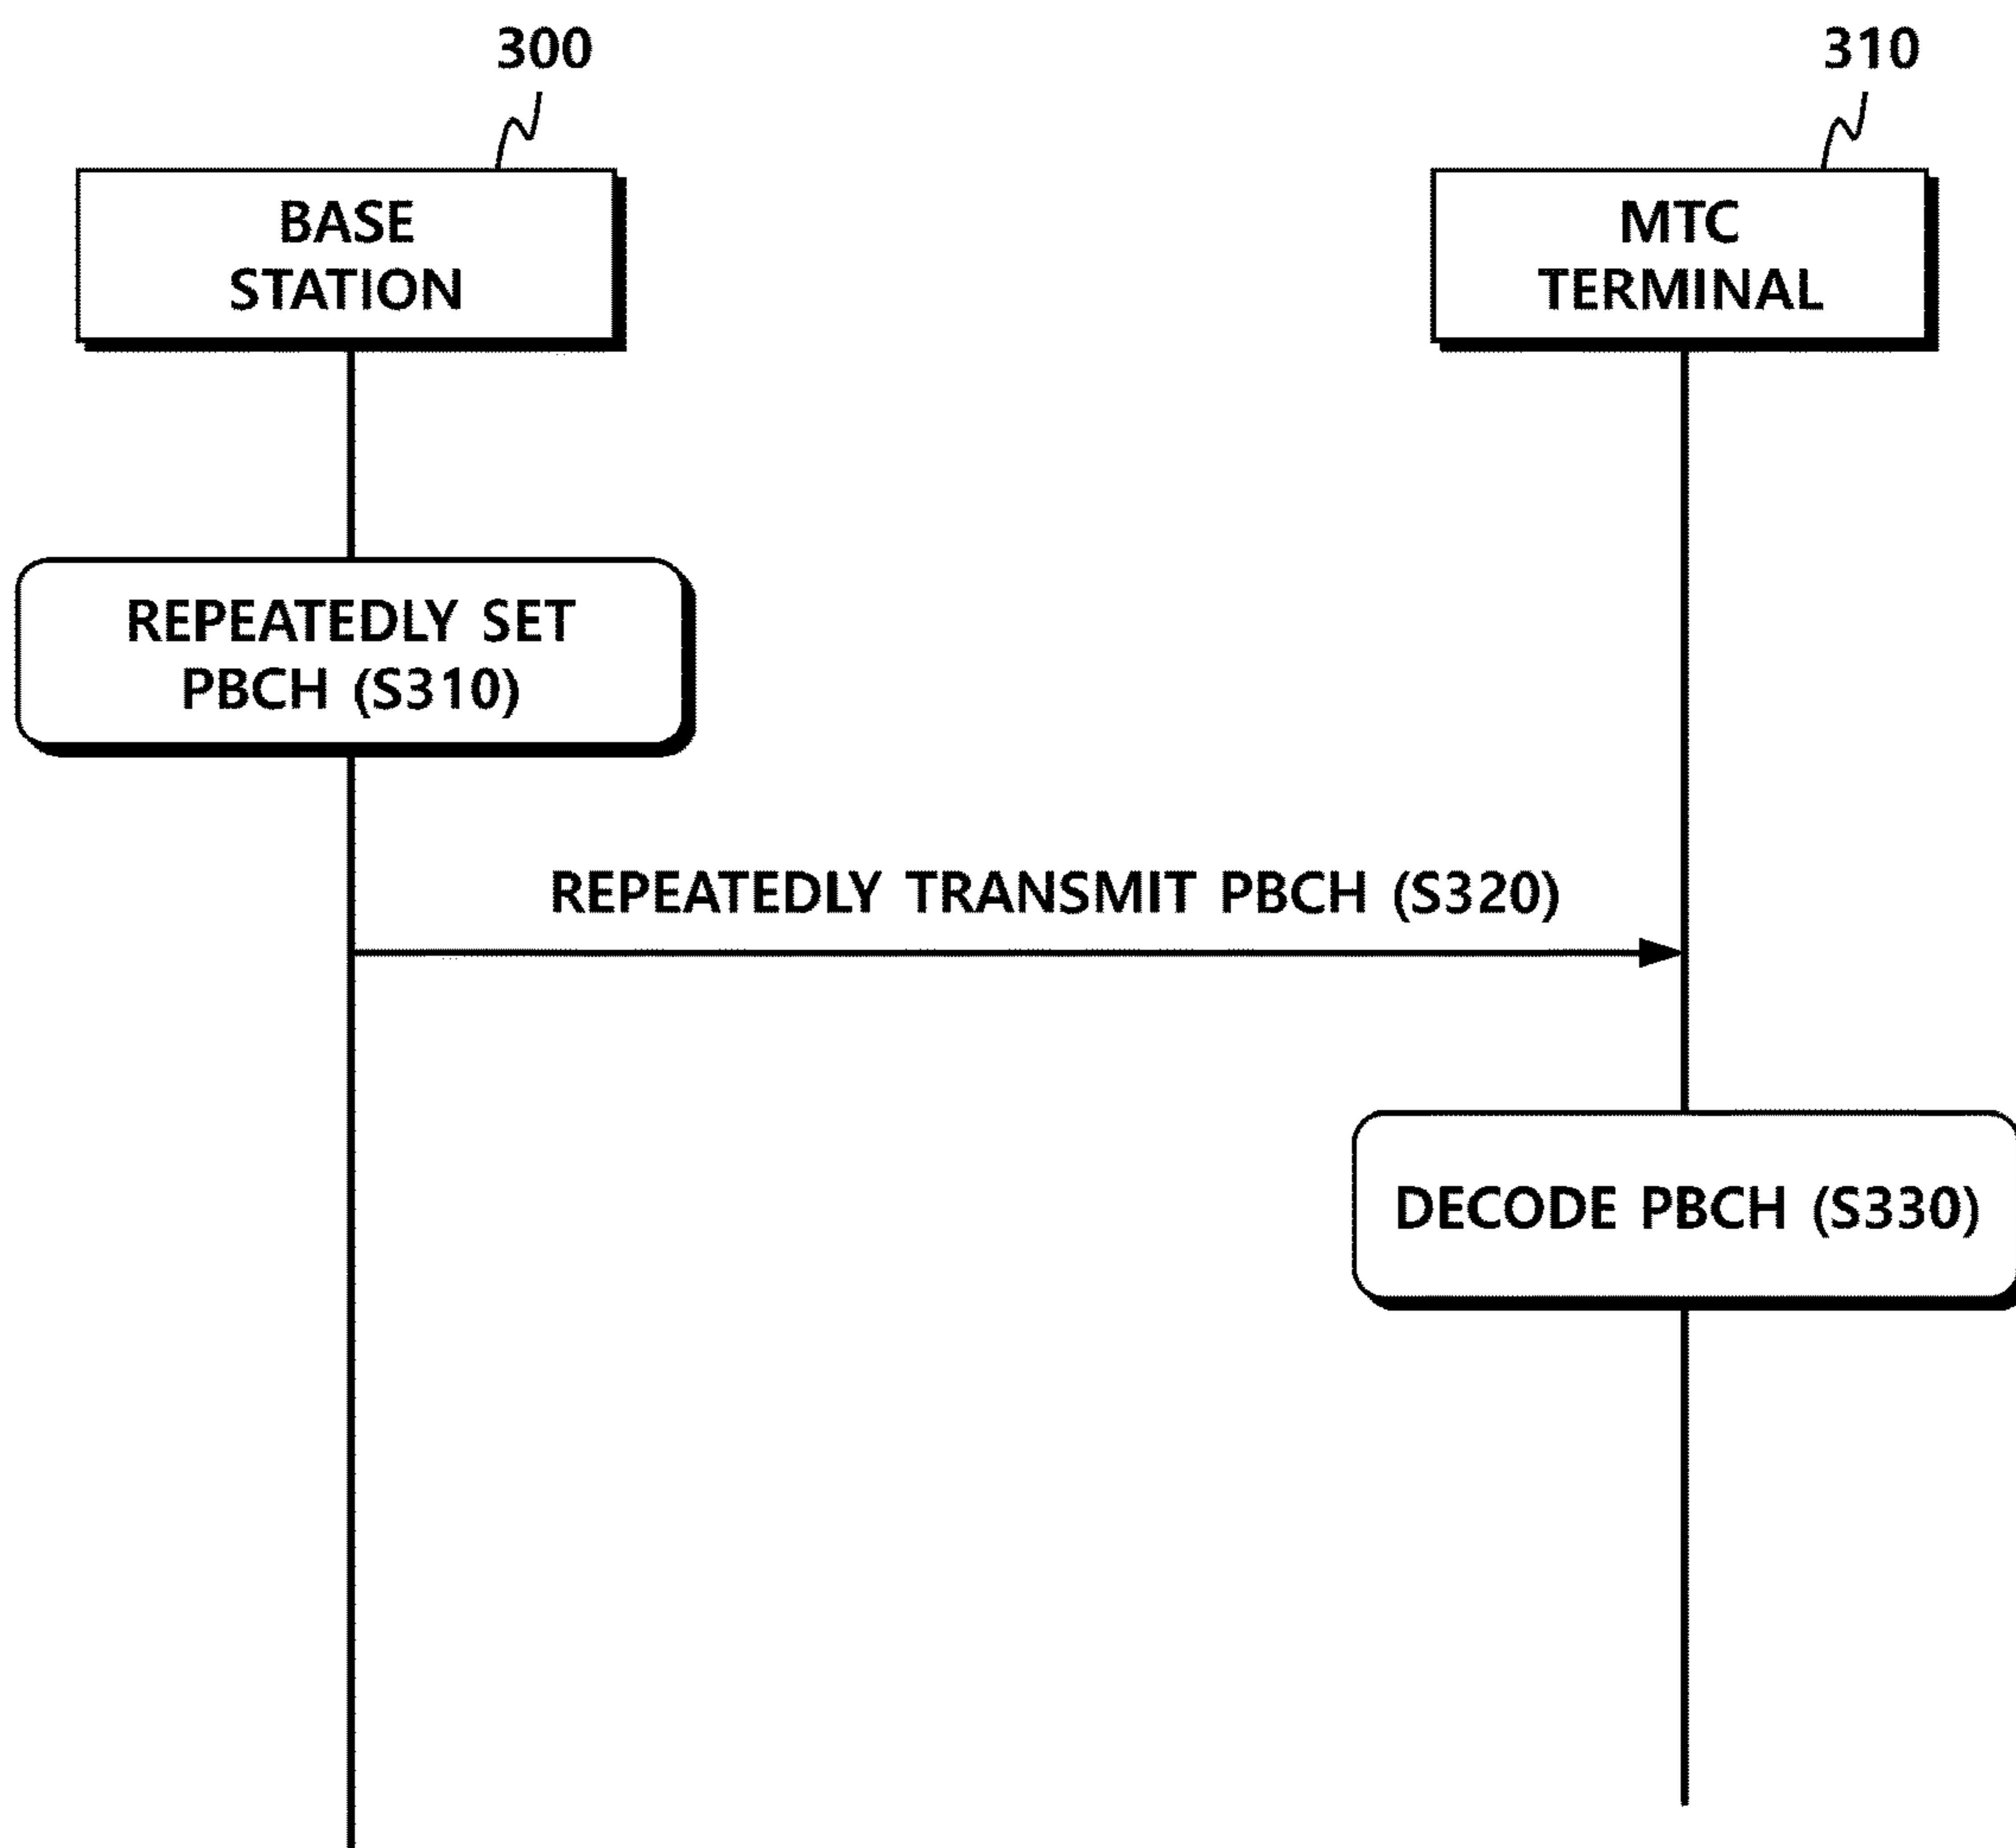 300
310
BASE
STATION
MTC
TERMINAL
REPEATEDLY SET
PBCH (S310)
REPEATEDLY TRANSMIT PBCH (S320)
DECODE PBCH (S330)